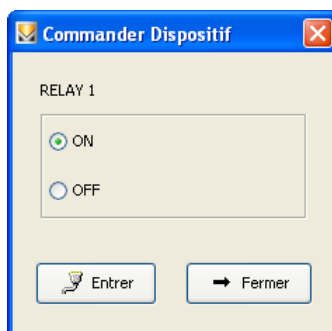 Commander Dispositif
RELAY 1
ON
OFF
Entrer
Fermer